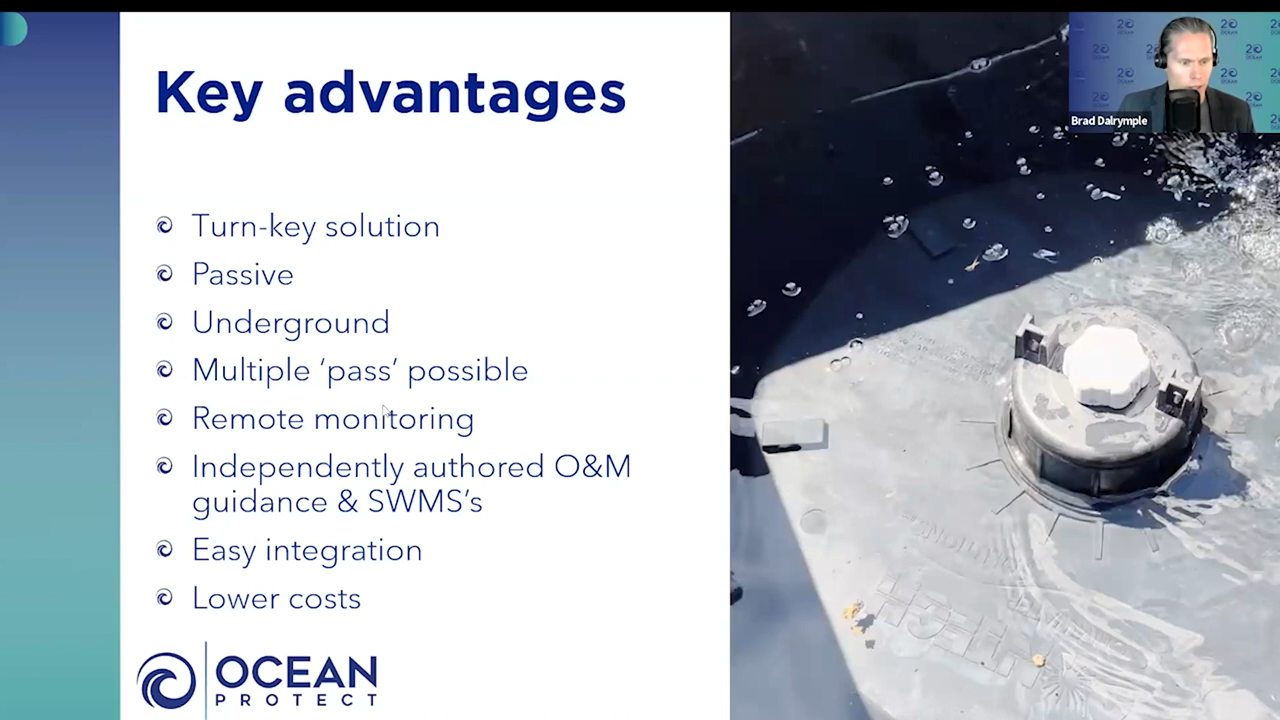 Key advantages
Turn-key solution
Passive
Underground
Multiple ‘pass’ possible
Remote monitoring
Independently authored O&M
guidance & SWMS’s
Easy integration
Lower costs
OCEAN
PROTECT
Brad Dalrymple